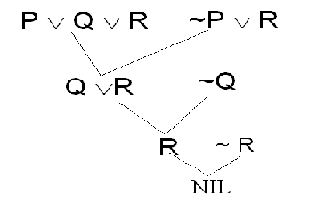 P ∨ Q ∨ R ~P ∨ R
Q ∨ R ~Q
R ~ R
NIL